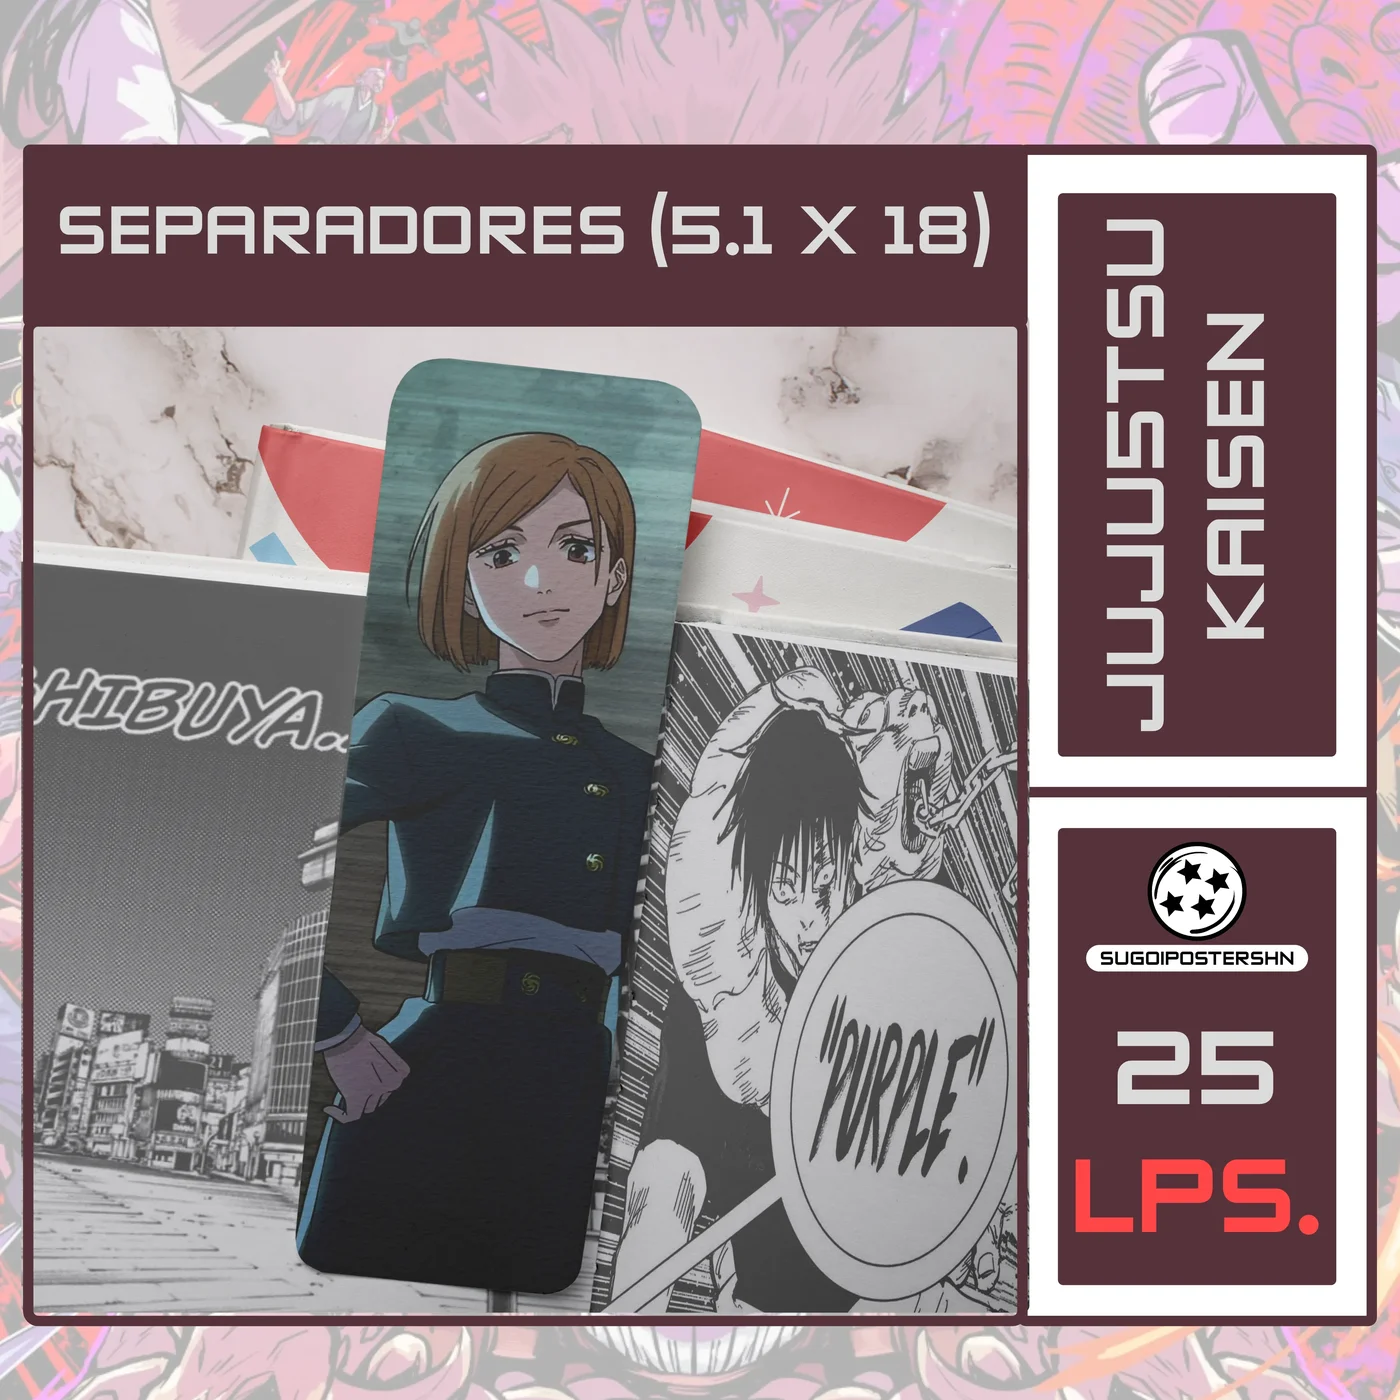 SEPARADORES (5.1 X 18)
JUJUSTSU
KAISEN
SHIBUYA...
"PURPLE."
SUGOIPOSTERSHN
25
LPS.